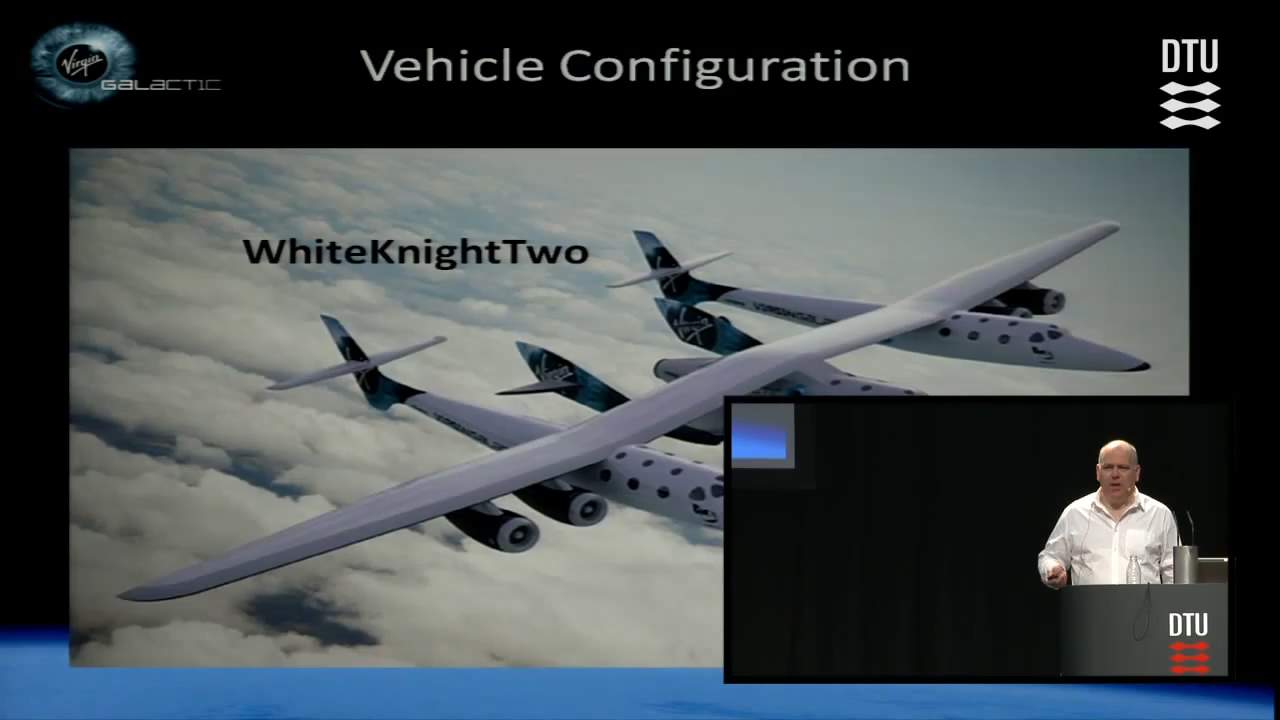 Virgin
GALACTIC
Vehicle Configuration
DTU
WhiteKnightTwo
DTU